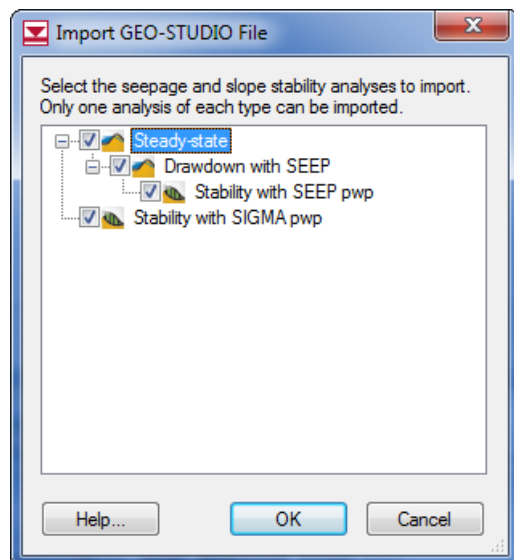 Import GEO-STUDIO File
Select the seepage and slope stability analyses to import.
Only one analysis of each type can be imported.
Steady-state
Drawdown with SEEP
Stability with SEEP pwp
Stability with SIGMA pwp
Help...
OK
Cancel